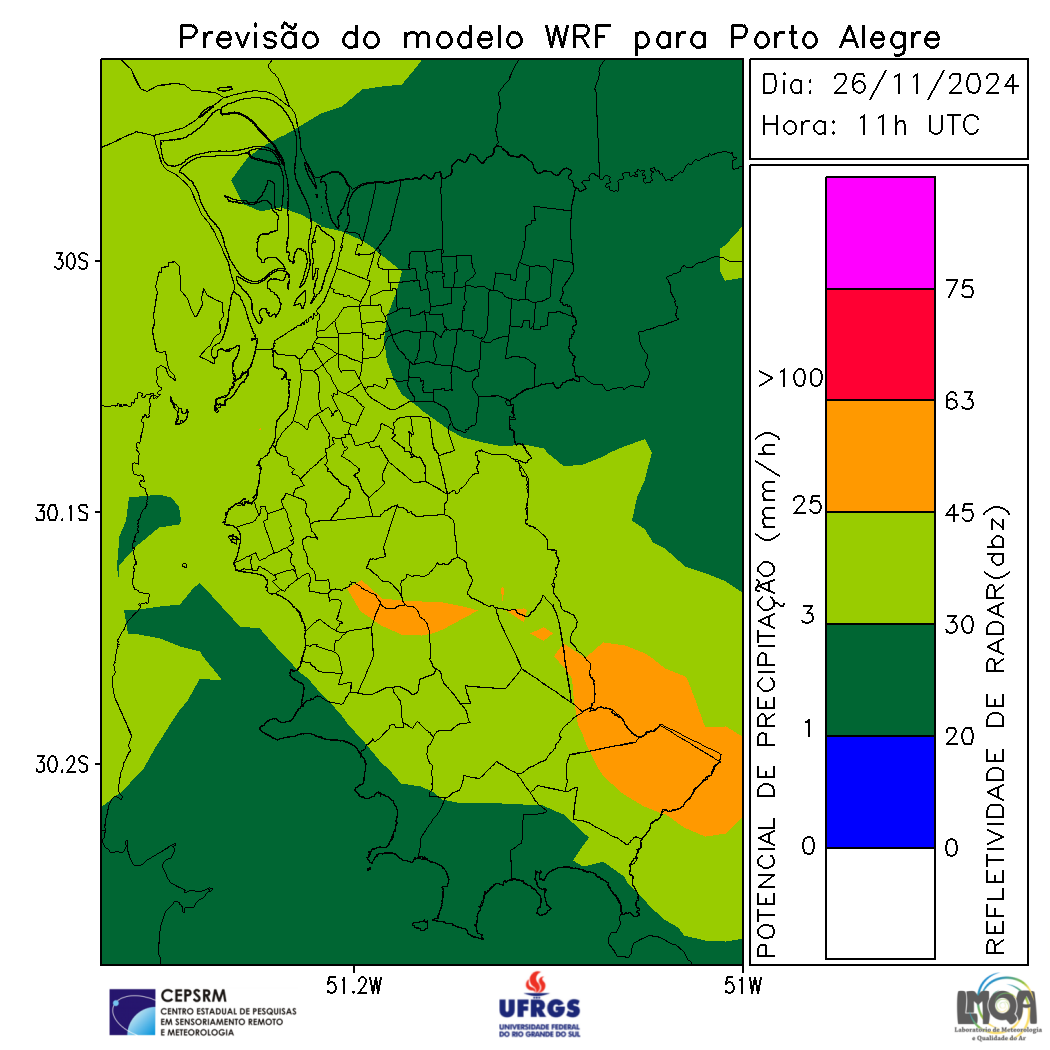 Previsão do modelo WRF para Porto Alegre
Dia: 26/11/2024
Hora: 11h UTC
30S
30.1S
30.2S
51.2W
51W
POTENCIAL DE PRECIPITAÇÃO (mm/h)
>100
25
3
1
0
75
63
45
30
20
0
REFLETIVIDADE DE RADAR(dbz)
CEPSRM
CENTRO ESTADUAL DE PESQUISAS
EM SENSORIAMENTO REMOTO
E METEOROLOGIA
UFRGS
UNIVERSIDADE FEDERAL
DO RIO GRANDE DO SUL
LMQA
Laboratório de Meteorologia
e Qualidade do Ar